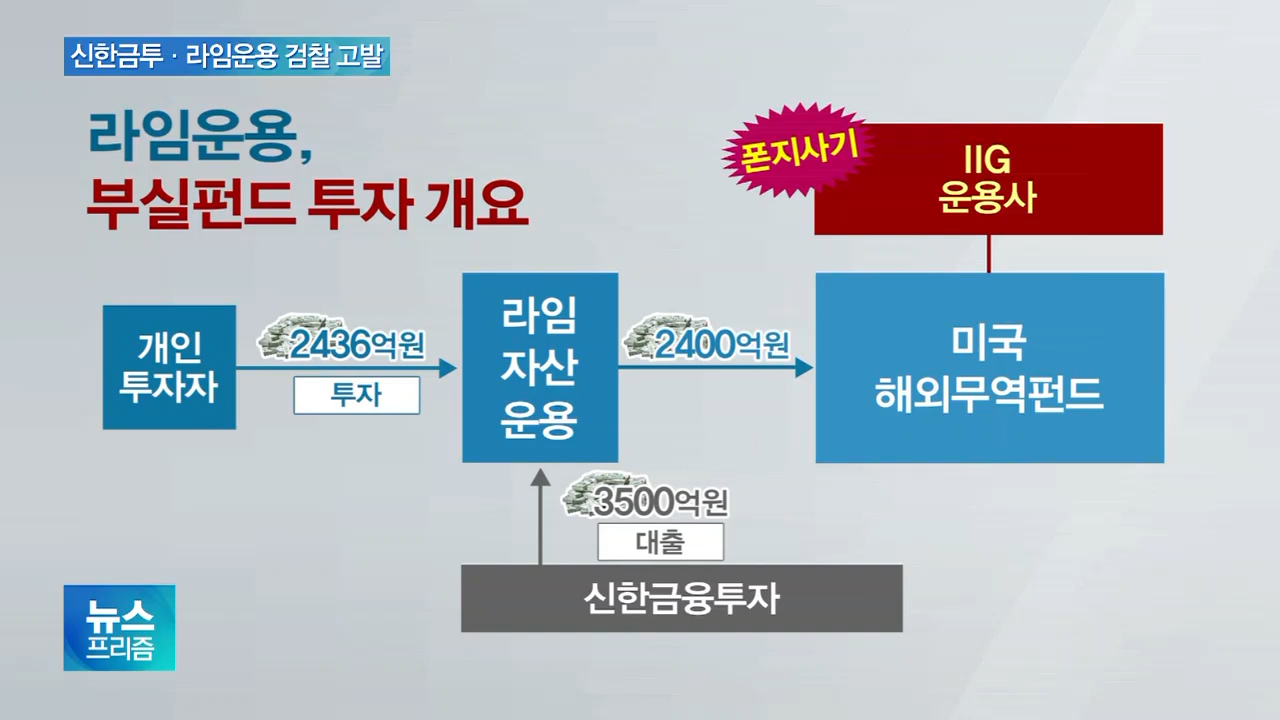 신한금투·라임운용 검찰 고발
라임운용,
부실펀드 투자 개요
폰지사기
IIG
운용사
개인
투자자
2436억원
투자
라임
자산
운용
2400억원
미국
해외무역펀드
3500억원
대출
신한금융투자
뉴스
프리즘